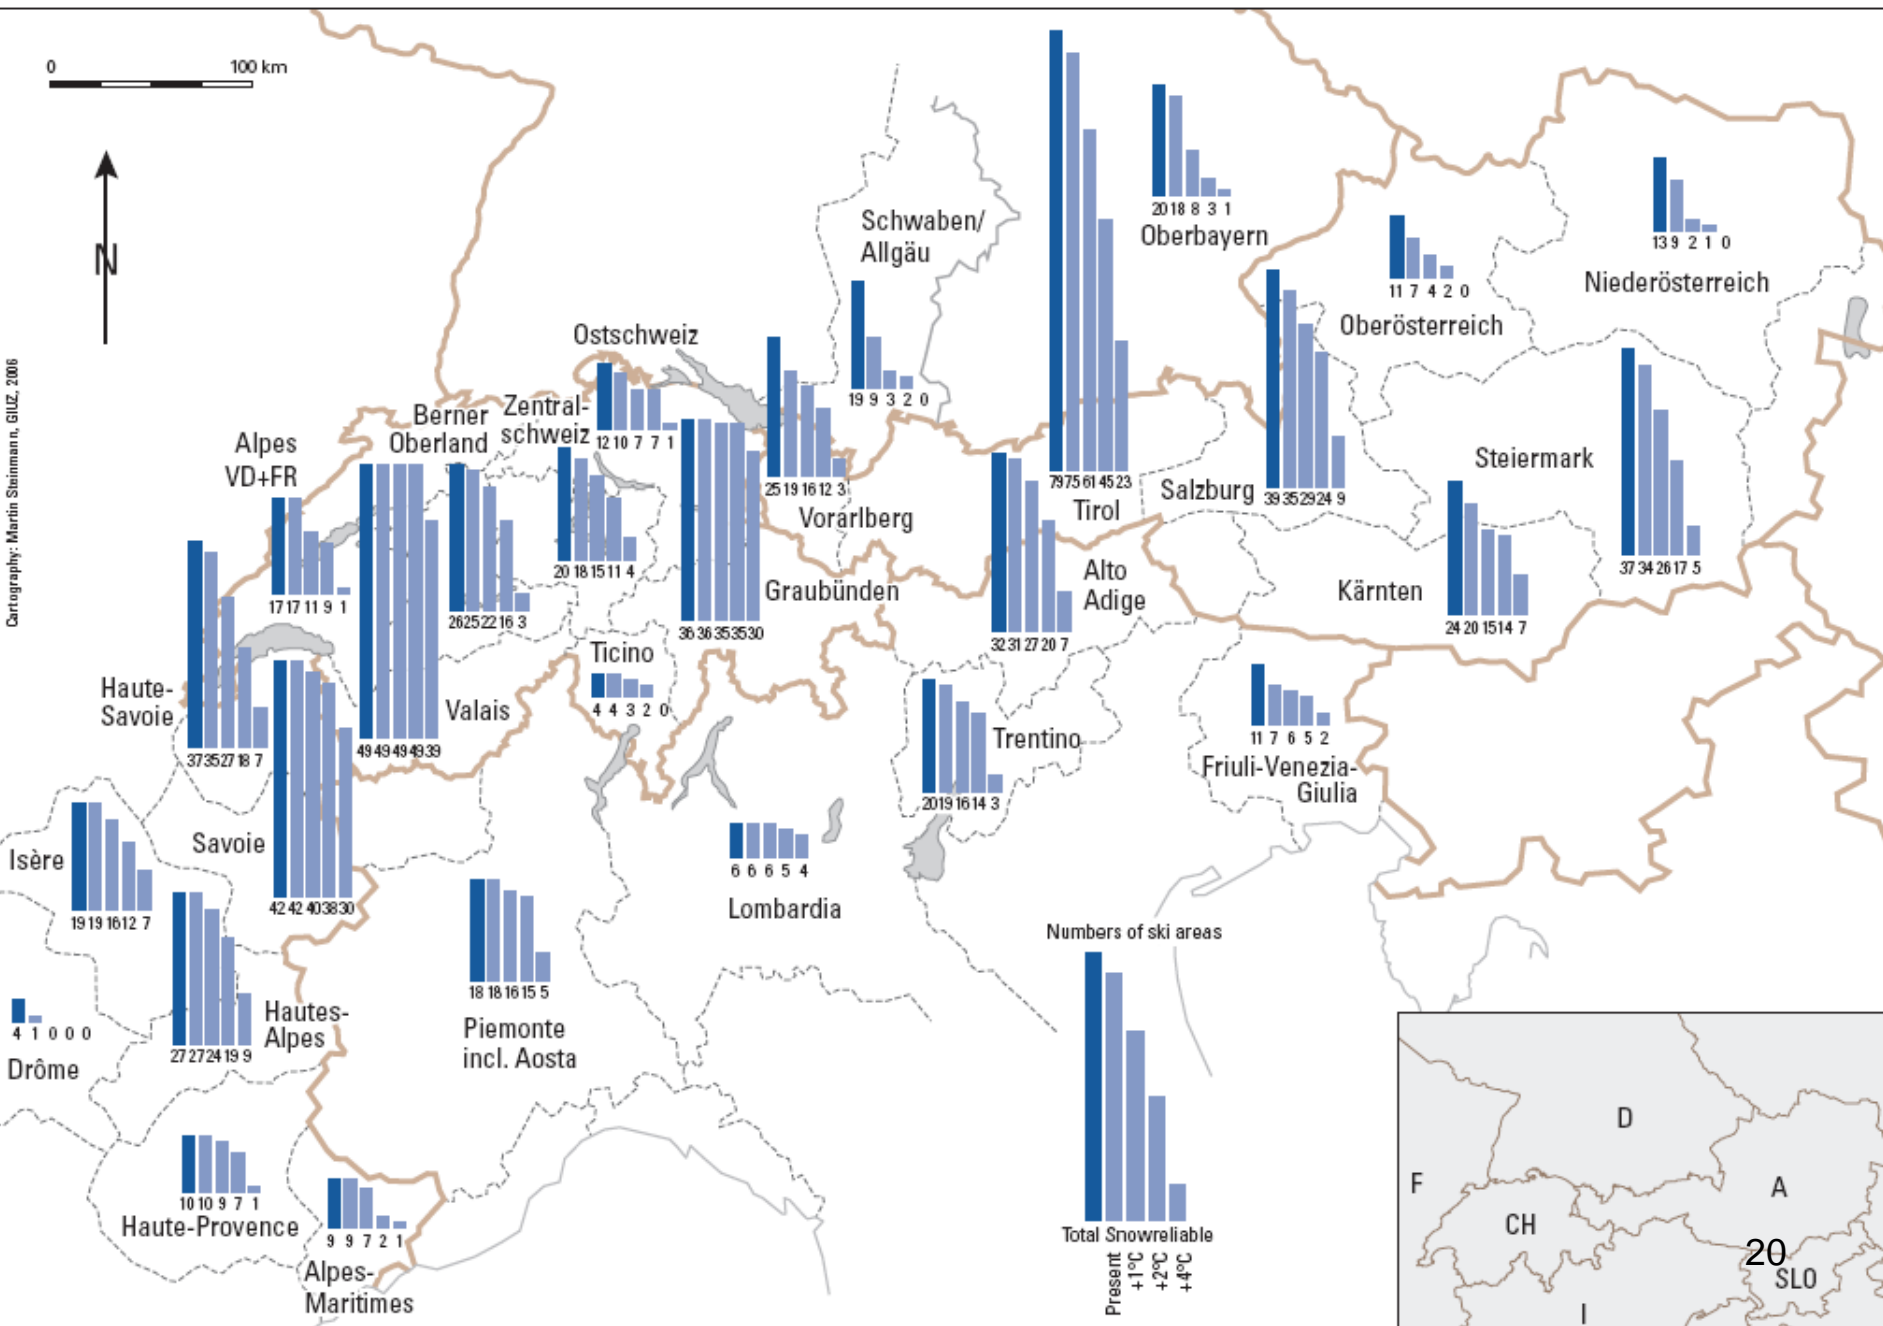 0 100 km
N
Cartography: Martin Steinmann, GIUZ, 2006
79 75 61 45 23
Tirol
20 18 8 3 1
Oberbayern
13 9 2 1 0
Niederösterreich
11 7 4 2 0
Oberösterreich
Schwaben/
Allgäu
19 9 3 2 0
Ostschweiz
12 10 7 7 1
Zentral-
schweiz
20 18 15 11 4
Berner
Oberland
26 25 22 16 3
Alpes
VD+FR
17 17 11 9 1
25 19 16 12 3
Vorarlberg
36 36 35 35 30
Graubünden
39 35 29 24 9
Salzburg
37 34 26 17 5
Steiermark
24 20 15 14 7
Kärnten
32 31 27 20 7
Alto
Adige
Ticino
4 4 3 2 0
49 49 49 49 39
Valais
Haute-
Savoie
37 35 27 18 7
20 19 16 14 3
Trentino
11 7 6 5 2
Friuli-Venezia-
Giulia
Savoie
42 42 40 38 30
Isère
19 19 16 12 7
6 6 6 5 4
Lombardia
18 18 16 15 5
Piemonte
incl. Aosta
27 27 24 19 9
Hautes-
Alpes
4 1 0 0 0
Drôme
10 10 9 7 1
Haute-Provence
9 9 7 2 1
Alpes-
Maritimes
Numbers of ski areas
Total Snowreliable
Present
+1°C
+2°C
+4°C
F
D
A
CH
20
SLO
I